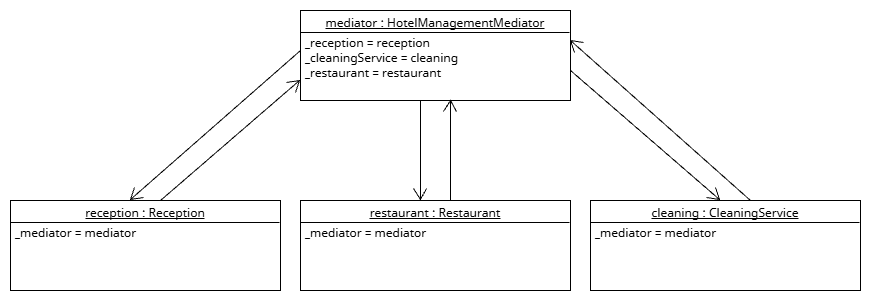 mediator : HotelManagementMediator
_reception = reception
_cleaningService = cleaning
_restaurant = restaurant
reception : Reception
_mediator = mediator
restaurant : Restaurant
_mediator = mediator
cleaning : CleaningService
_mediator = mediator